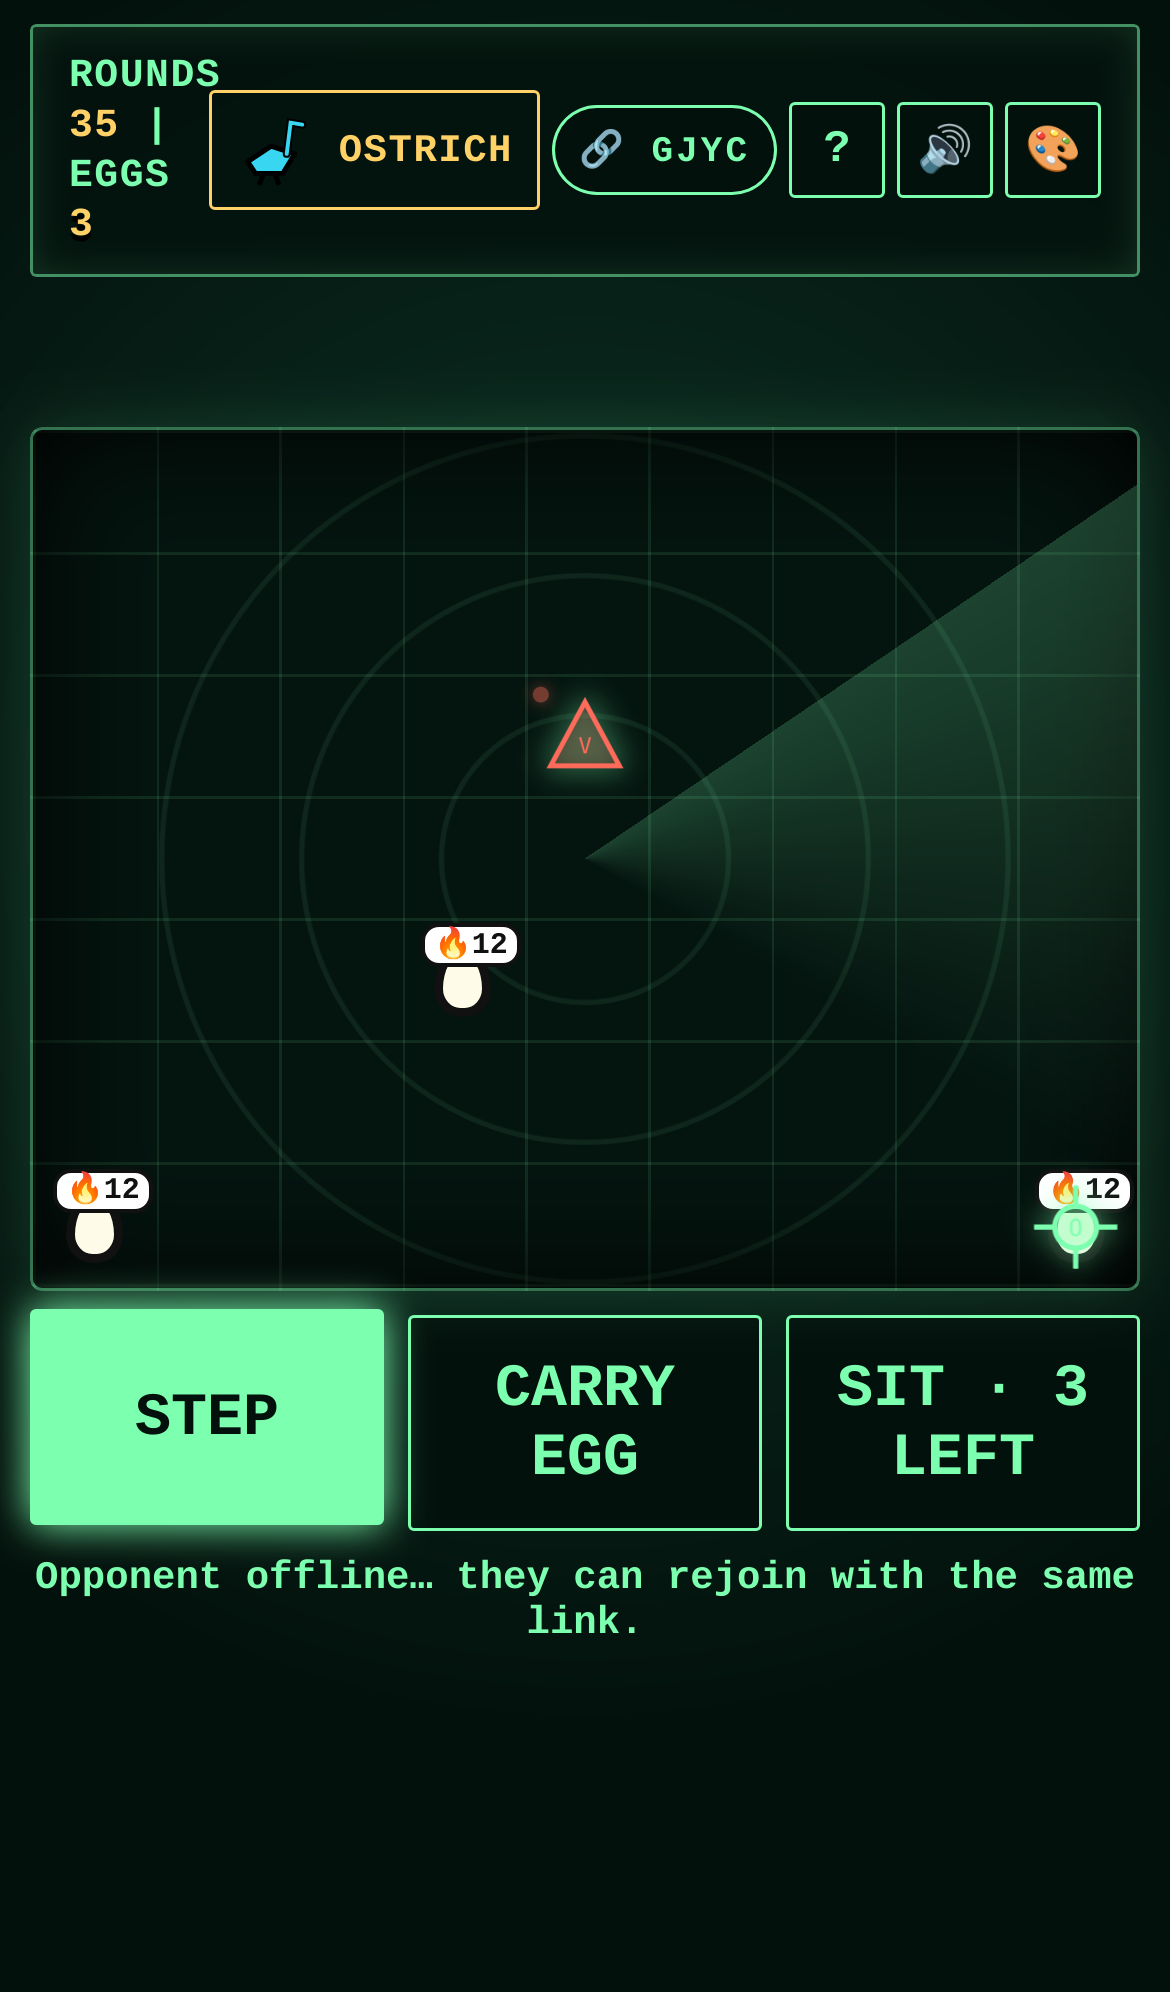 ROUNDS
35 |
EGGS
3
OSTRICH
GJYC
?
V
12
12
12
O
STEP
CARRY
EGG
SIT · 3
LEFT
Opponent offline… they can rejoin with the same
link.